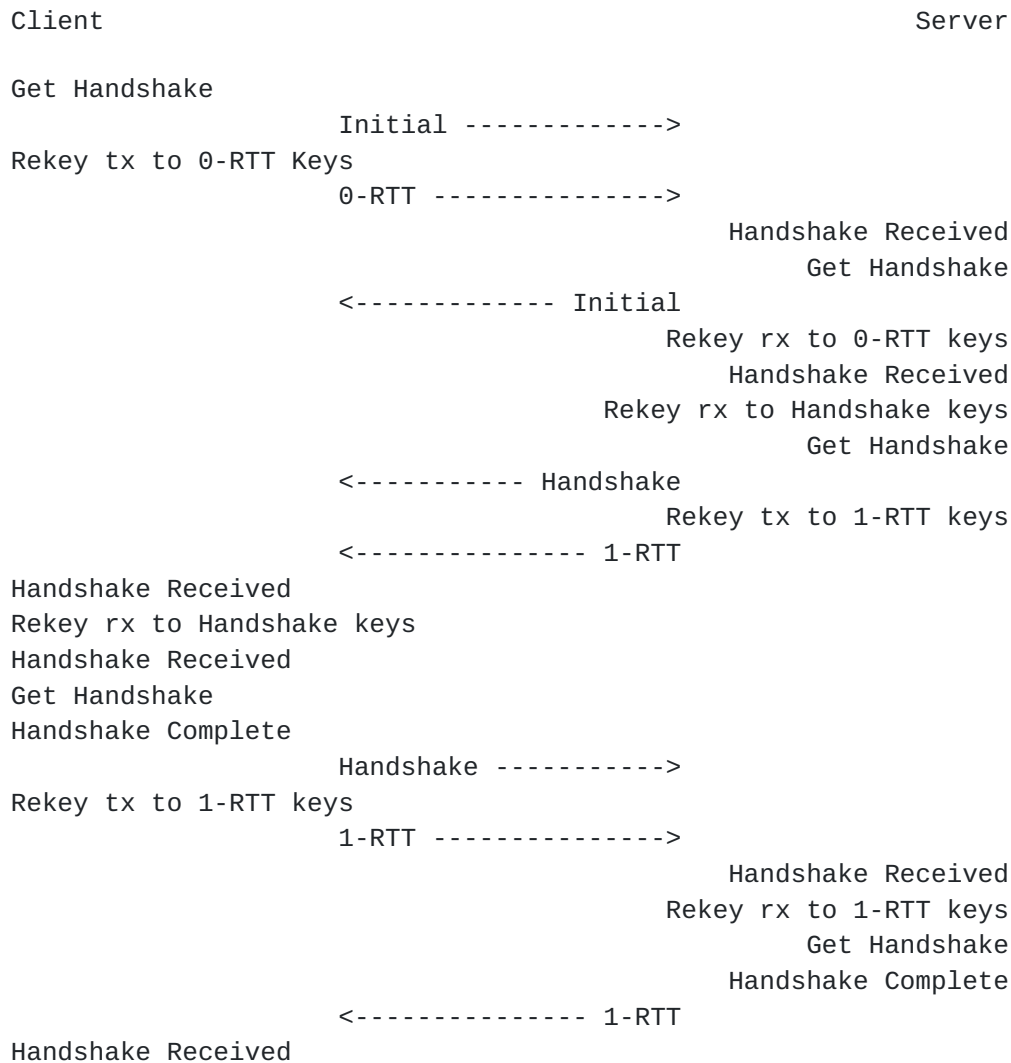 Client Server
Get Handshake
Initial ------------->
Rekey tx to 0-RTT Keys
0-RTT --------------->
Handshake Received
Get Handshake
<------------- Initial
Rekey rx to 0-RTT keys
Handshake Received
Rekey rx to Handshake keys
Get Handshake
<----------- Handshake
Rekey tx to 1-RTT keys
<--------------- 1-RTT
Handshake Received
Rekey rx to Handshake keys
Handshake Received
Get Handshake
Handshake Complete
Handshake ----------->
Rekey tx to 1-RTT keys
1-RTT --------------->
Handshake Received
Rekey rx to 1-RTT keys
Get Handshake
Handshake Complete
<--------------- 1-RTT
Handshake Received